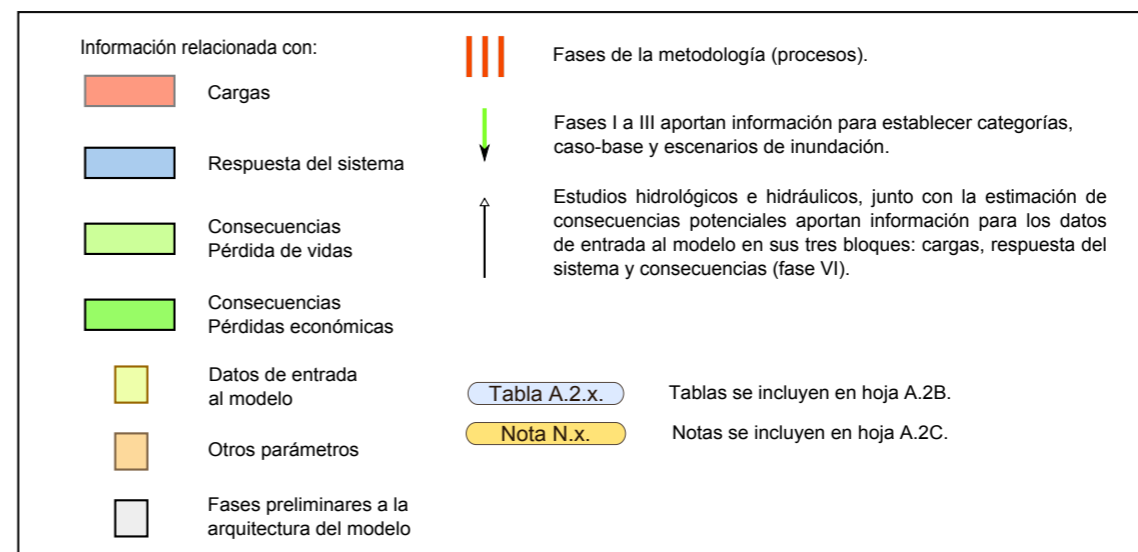 Información relacionada con:
Cargas
Respuesta del sistema
Consecuencias
Pérdida de vidas
Consecuencias
Pérdidas económicas
Datos de entrada
al modelo
Otros parámetros
Fases preliminares a la
arquitectura del modelo
Fases de la metodología (procesos).
Fases I a III aportan información para establecer categorías,
caso-base y escenarios de inundación.
Estudios hidrológicos e hidráulicos, junto con la estimación de
consecuencias potenciales aportan información para los datos
de entrada al modelo en sus tres bloques: cargas, respuesta del
sistema y consecuencias (fase VI).
Tabla A.2.x.
Tablas se incluyen en hoja A.2B.
Nota N.x.
Notas se incluyen en hoja A.2C.